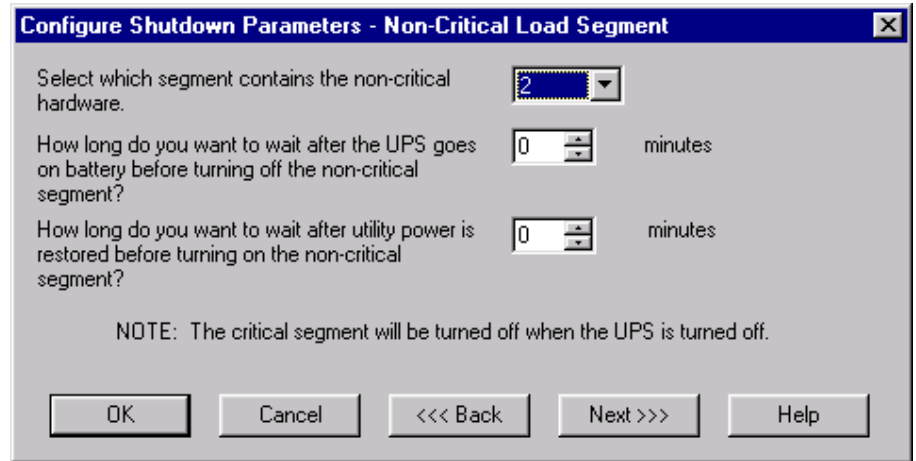 Configure Shutdown Parameters - Non-Critical Load Segment
Select which segment contains the non-critical
hardware.
2
How long do you want to wait after the UPS goes
on battery before turning off the non-critical
segment?
0 minutes
How long do you want to wait after utility power is
restored before turning on the non-critical
segment?
0 minutes
NOTE: The critical segment will be turned off when the UPS is turned off.
OK Cancel <<< Back Next >>> Help